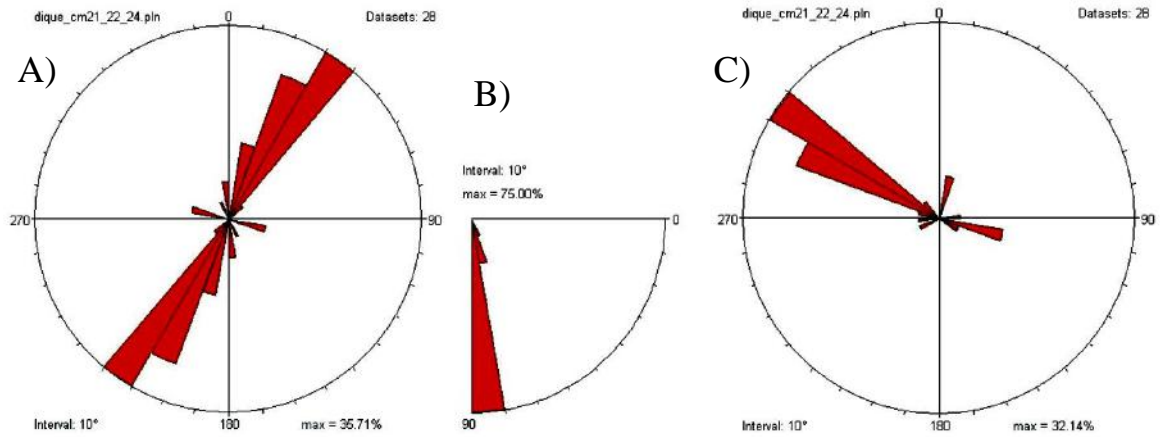 dique_cm21_22_24.pln
0
Datasets: 28
A)
270
90
Interval: 10°
180
max = 35.71%
B)
Interval: 10°
max = 75.00%
0
90
dique_cm21_22_24.pln
0
Datasets: 28
C)
270
90
Interval: 10°
180
max = 32.14%